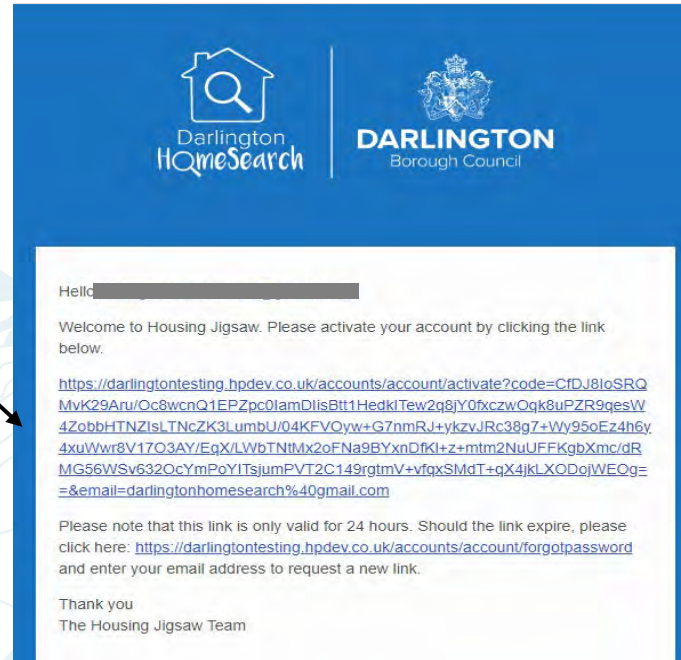 Darlington
HomeSearch
DARLINGTON
Borough Council
Hello
Welcome to Housing Jigsaw. Please activate your account by clicking the link
below.
https://darlingtontesting.hpdev.co.uk/accounts/account/activate?code=CfDJ8IoSRQ
MvK29Aru/Oc8wcnQ1EPZpc0IamDIisBtt1HedkITew2q8jY0fxczwOqk8uPZR9qesW
4ZobbHTNZIsLTNcZK3LumbU/04KFVOyw+G7nmRJ+ykzvJRc38g7+Wy95oEz4h6y
4xuWwr8V17O3AY/EqX/LWbTNtMx2oFNa9BYxnDfKI+z+mtm2NuUFFKgbXmc/dR
MG56WSv632OcYmPoYITsjumPVT2C149rgtmV+vfqxSMdT+qX4jkLXODojWEOg=
=&email=darlingtonhomesearch%40gmail.com
Please note that this link is only valid for 24 hours. Should the link expire, please
click here: https://darlingtontesting.hpdev.co.uk/accounts/account/forgotpassword
and enter your email address to request a new link.
Thank you
The Housing Jigsaw Team